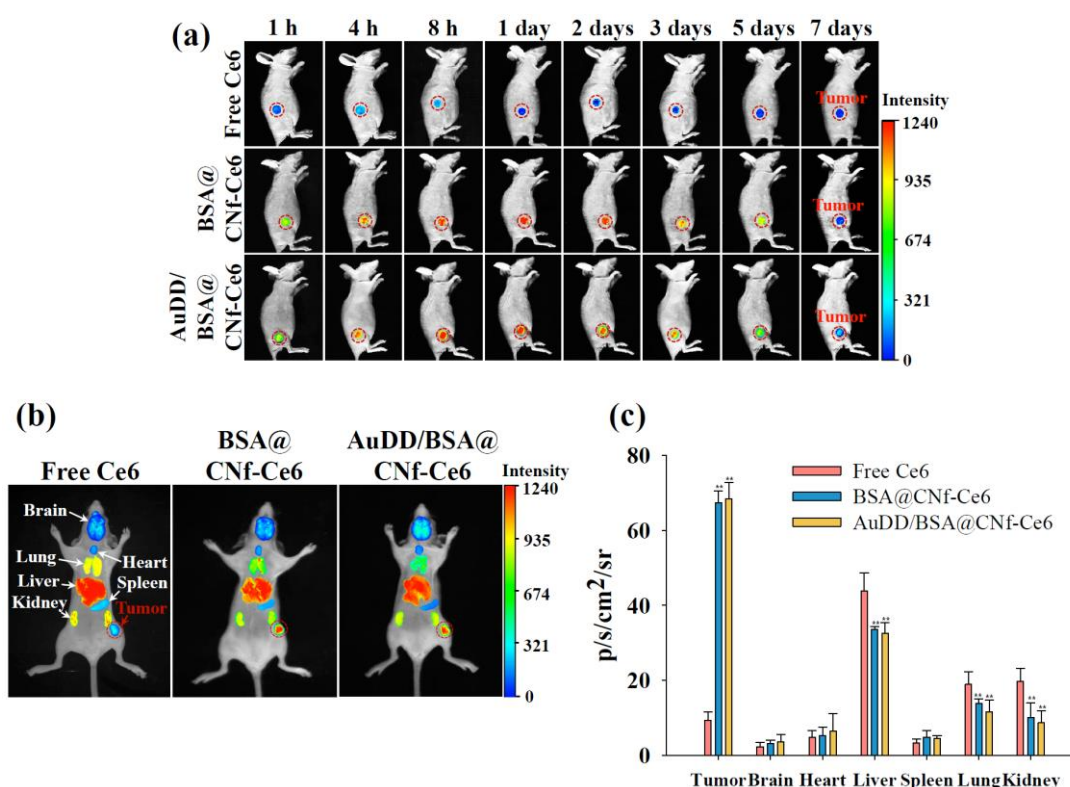 (a)
1 h 4 h 8 h 1 day 2 days 3 days 5 days 7 days
Free Ce6
Tumor
BSA@
CNf-Ce6
Tumor
AuDD/
BSA@
CNf-Ce6
Tumor
Intensity
1240
935
674
321
0
(b)
Free Ce6
BSA@
CNf-Ce6
AuDD/BSA@
CNf-Ce6
Brain
Lung
Heart
Liver
Spleen
Kidney
Tumor
Intensity
1240
935
674
321
0
(c)
p/s/cm²/sr
80
60
40
20
0
Free Ce6
BSA@CNf-Ce6
AuDD/BSA@CNf-Ce6
** **
** **
** **
** **
Tumor Brain Heart Liver Spleen Lung Kidney